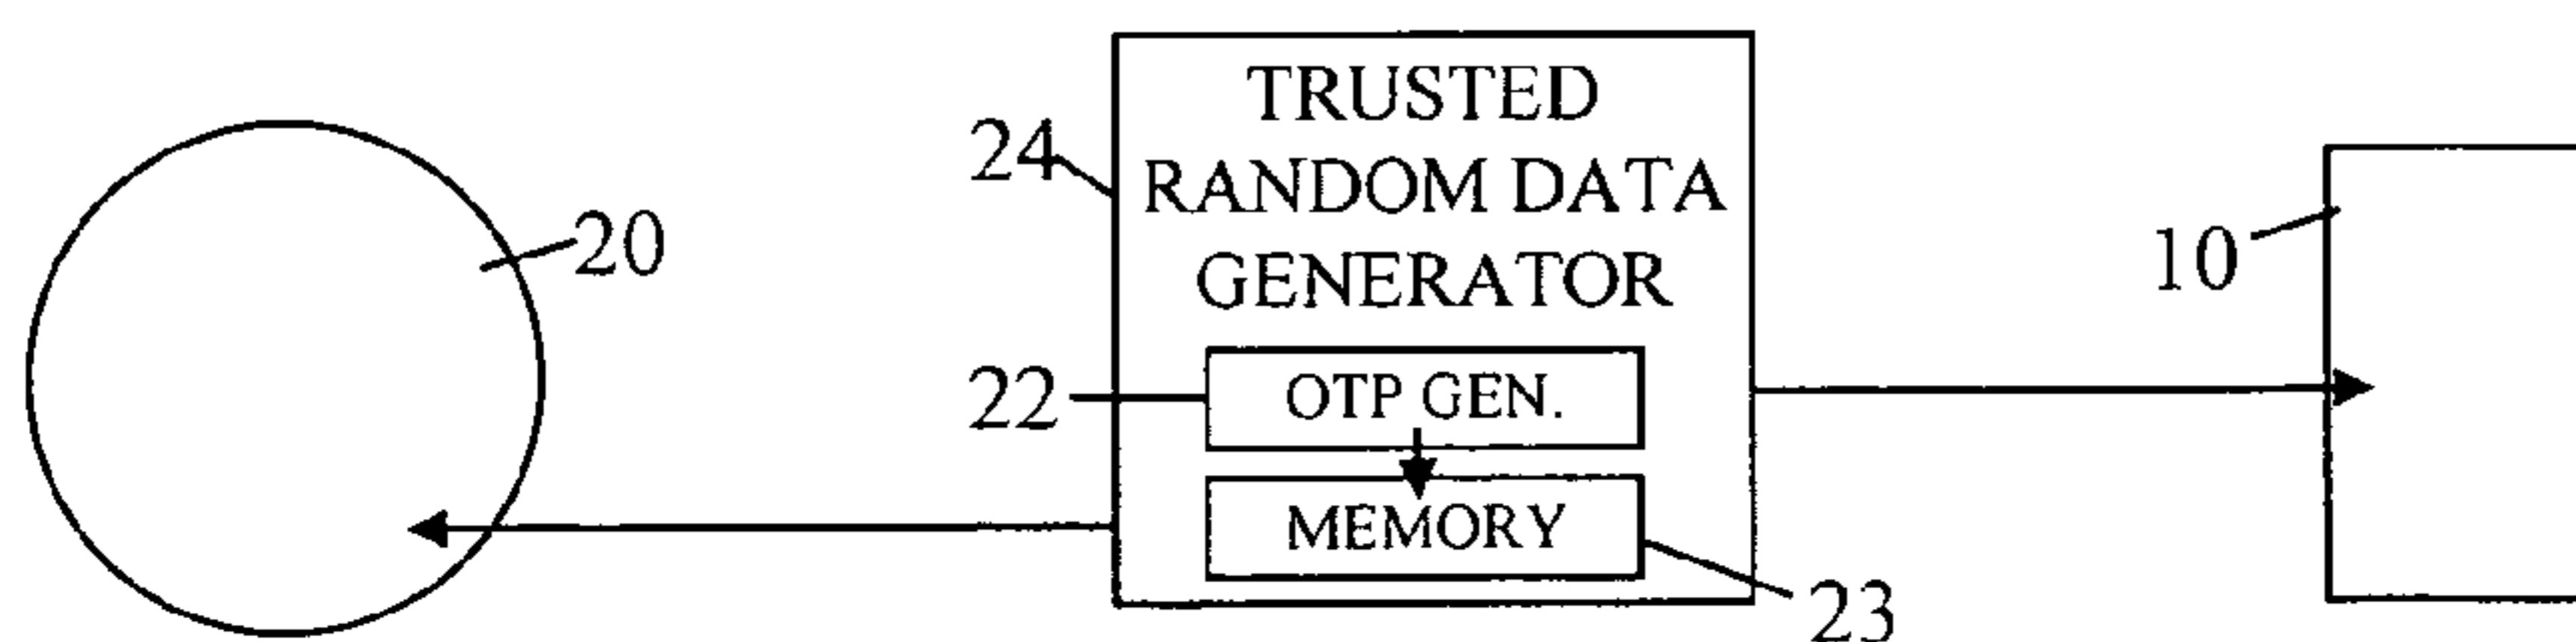 TRUSTED
RANDOM DATA
GENERATOR
OTP GEN.
MEMORY
24
20
10
22
23